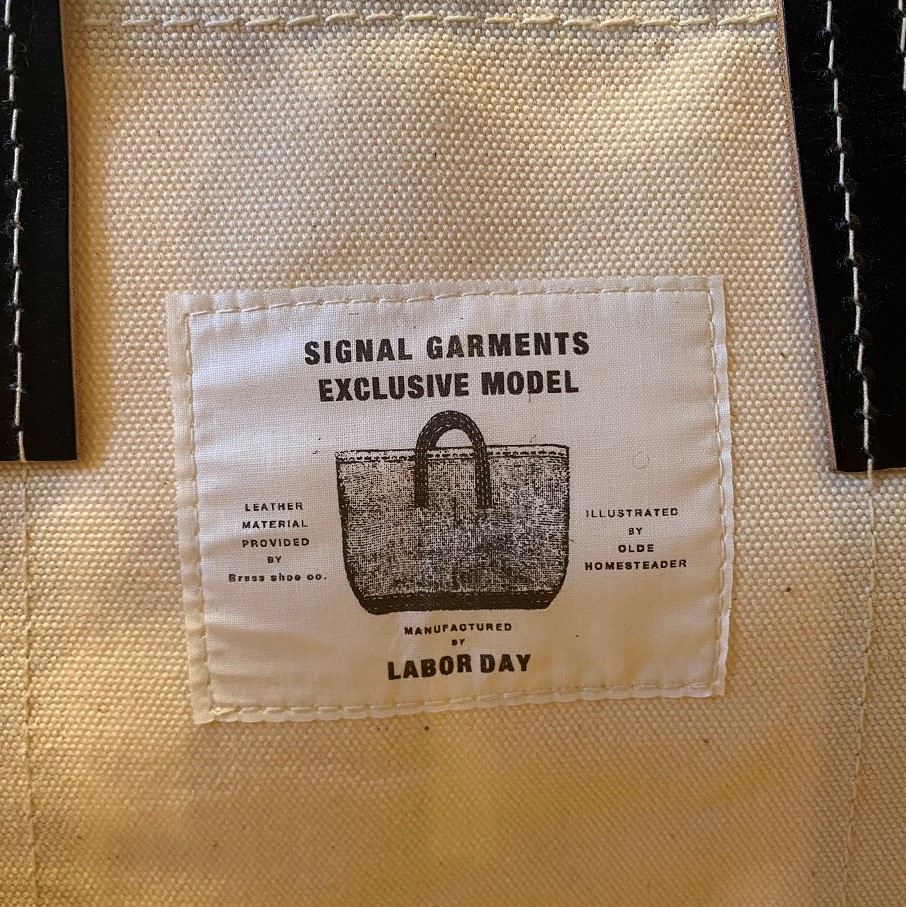 SIGNAL GARMENTS
EXCLUSIVE MODEL
LEATHER
MATERIAL
PROVIDED
BY
Brass shoe co.
ILLUSTRATED
BY
OLDE
HOMESTEADER
MANUFACTURED
BY
LABOR DAY